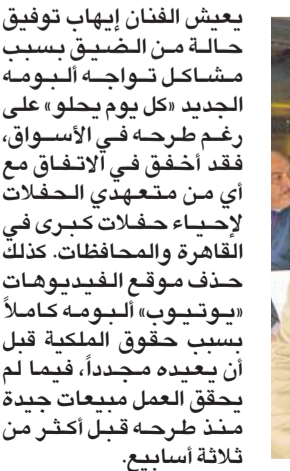 يعيش الفنان إيهاب توفيق
حالة من الضيق بسبب
مشاكل تواجه ألبومه
الجديد «كل يوم يحلو» على
رغم طرحه في الأسواق،
فقد أخفق في الاتفاق مع
أي من متعهدي الحفلات
لإحياء حفلات كبرى في
القاهرة والمحافظات. كذلك
حذف موقع الفيديوهات
«يوتيوب» ألبومه كاملاً
بسبب حقوق الملكية قبل
أن يعيده مجدداً، فيما لم
يحقق العمل مبيعات جيدة
منذ طرحه قبل أكثر من
ثلاثة أسابيع.